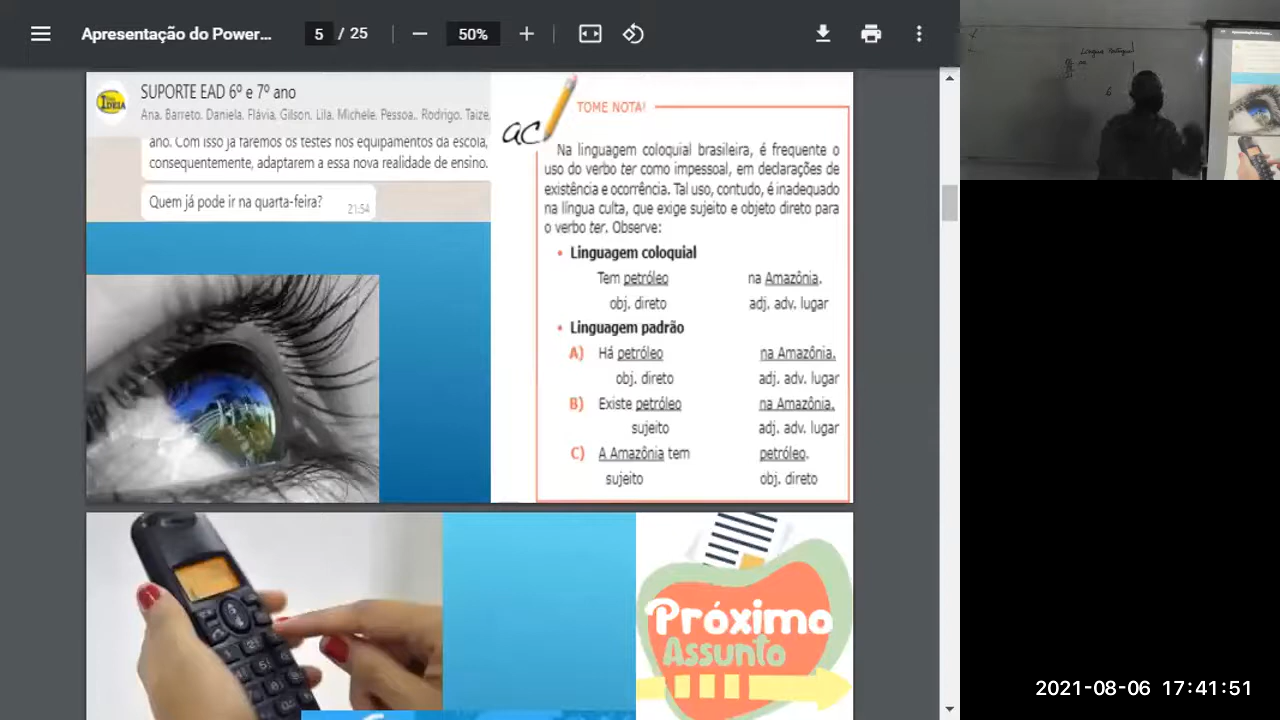 Apresentação do Power...
5 / 25
50%
SUPORTE EAD 6º e 7º ano
Ana, Barreto, Daniela, Flávia, Gilson, Lila, Michele, Pessoa., Rodrigo, Taize,
ano. Com isso já faremos os testes nos equipamentos da escola,
consequentemente, adaptarem a essa nova realidade de ensino.
Quem já pode ir na quarta-feira?
21:54
IDEIA
ac
TOME NOTA!
Na linguagem coloquial brasileira, é frequente o
uso do verbo ter como impessoal, em declarações de
existência e ocorrência. Tal uso, contudo, é inadequado
na língua culta, que exige sujeito e objeto direto para
o verbo ter. Observe:
• Linguagem coloquial
Tem petróleo na Amazônia.
obj. direto adj. adv. lugar
• Linguagem padrão
A) Há petróleo na Amazônia.
obj. direto adj. adv. lugar
B) Existe petróleo na Amazônia.
sujeito adj. adv. lugar
C) A Amazônia tem petróleo.
sujeito obj. direto
Próximo
Assunto
2021-08-06 17:41:51